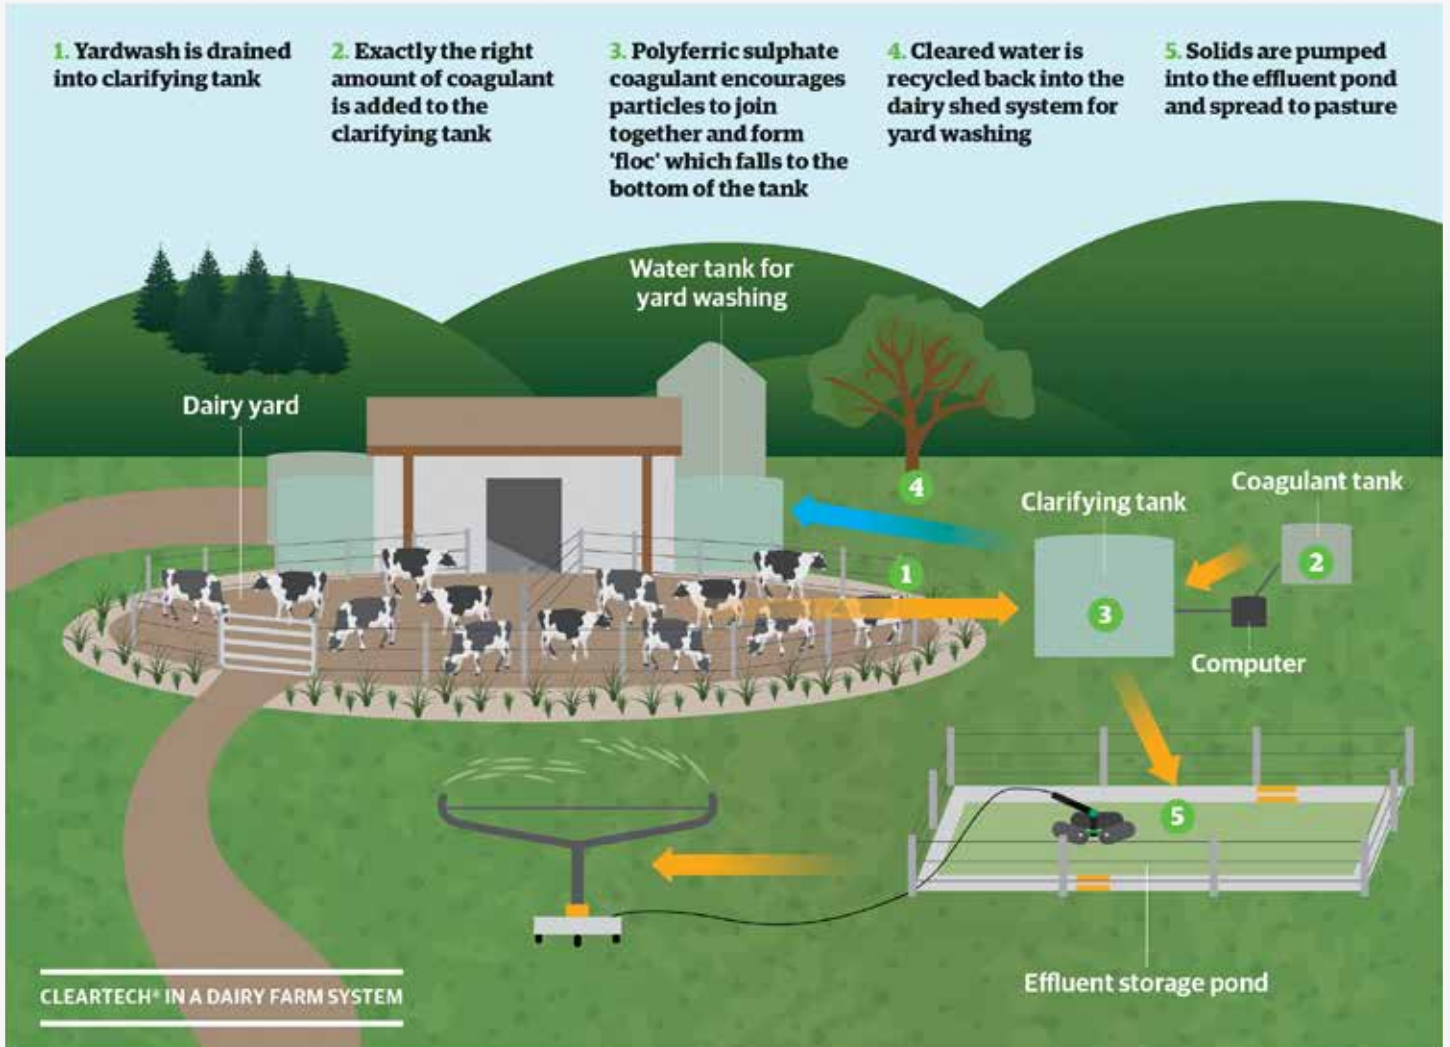 1. Yardwash is drained
into clarifying tank
2. Exactly the right
amount of coagulant
is added to the
clarifying tank
3. Polyferric sulphate
coagulant encourages
particles to join
together and form
'floc' which falls to the
bottom of the tank
4. Cleared water is
recycled back into the
dairy shed system for
yard washing
5. Solids are pumped
into the effluent pond
and spread to pasture
Water tank for
yard washing
Dairy yard
4
Clarifying tank
Coagulant tank
1
2
3
Computer
5
Effluent storage pond
CLEARTECH® IN A DAIRY FARM SYSTEM